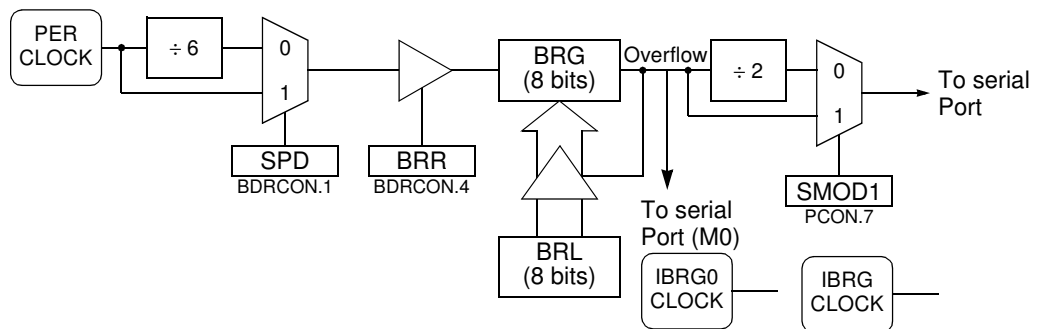 PER
CLOCK
÷ 6
0
1
SPD
BDRCON.1
BRR
BDRCON.4
BRG
(8 bits)
Overflow
÷ 2
0
1
To serial
Port
SMOD1
PCON.7
To serial
Port (M0)
BRL
(8 bits)
IBRG0
CLOCK
IBRG
CLOCK